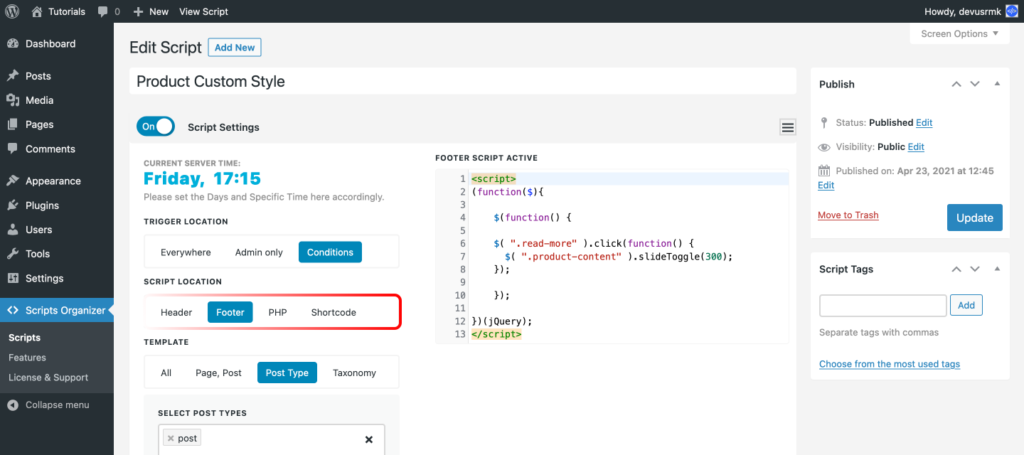 Tutorials 0 New View Script Howdy, devusrmk
Screen Options
Dashboard
Posts
Media
Pages
Comments
Appearance
Plugins
Users
Tools
Settings
Scripts Organizer
Scripts
Features
License & Support
Collapse menu
Edit Script Add New
Product Custom Style
On Script Settings
CURRENT SERVER TIME:
Friday, 17:15
Please set the Days and Specific Time here accordingly.
TRIGGER LOCATION
Everywhere Admin only Conditions
SCRIPT LOCATION
Header Footer PHP Shortcode
TEMPLATE
All Page, Post Post Type Taxonomy
SELECT POST TYPES
× post ×
FOOTER SCRIPT ACTIVE
1 <script>
2 (function($){
3
4 $(function() {
5
6 $( ".read-more" ).click(function() {
7 $( ".product-content" ).slideToggle(300);
8 });
9
10 });
11
12 })(jQuery);
13 </script>
Publish
Status: Published Edit
Visibility: Public Edit
Published on: Apr 23, 2021 at 12:45
Edit
Move to Trash Update
Script Tags
Add
Separate tags with commas
Choose from the most used tags